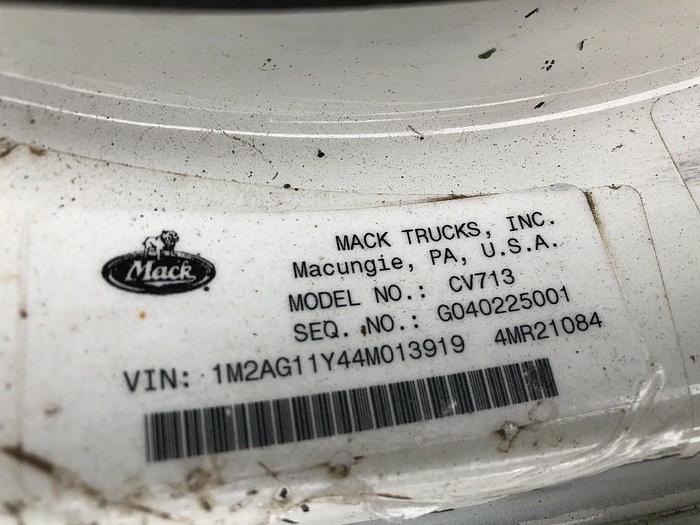 Mack
MACK TRUCKS, INC.
Macungie, PA, U.S.A.
MODEL NO.: CV713
SEQ. NO.: G040225001
VIN: 1M2AG11Y44M013919 4MR21084